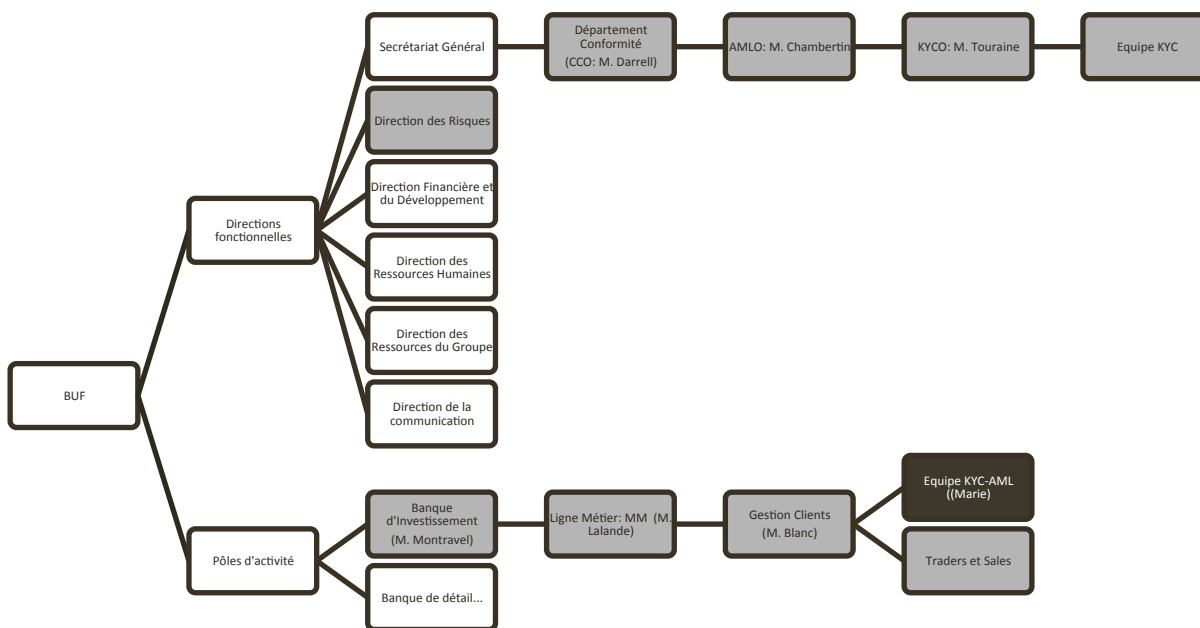 Secrétariat Général
Département
Conformité
(CCO: M. Darrell)
AMLO: M. Chambertin
KYCO: M. Touraine
Equipe KYC
Direction des Risques
Direction Financière et
du Développement
Directions
fonctionnelles
Direction des
Ressources Humaines
Direction des
Ressources du Groupe
BUF
Direction de la
communication
Equipe KYC-AML
((Marie)
Banque
d'Investissement
(M. Montravel)
Ligne Métier: MM (M.
Lalande)
Gestion Clients
(M. Blanc)
Pôles d'activité
Traders et Sales
Banque de détail...